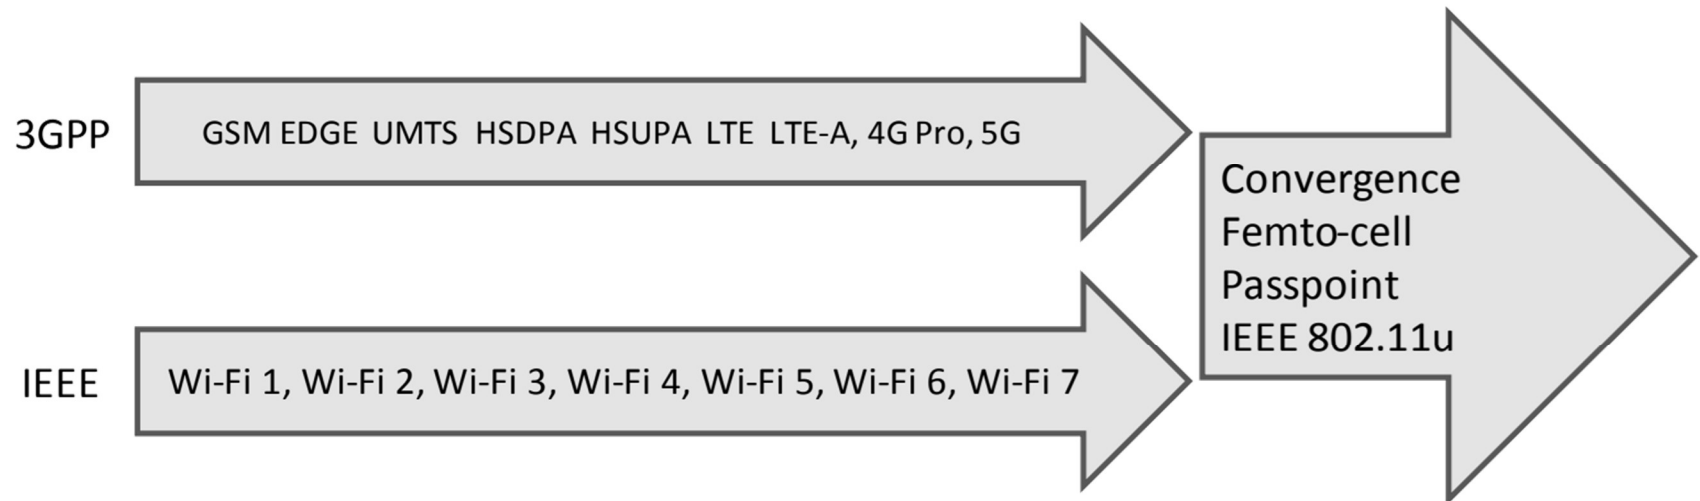 3GPP
GSM EDGE UMTS HSDPA HSUPA LTE LTE-A, 4G Pro, 5G
IEEE
Wi-Fi 1, Wi-Fi 2, Wi-Fi 3, Wi-Fi 4, Wi-Fi 5, Wi-Fi 6, Wi-Fi 7
Convergence
Femto-cell
Passpoint
IEEE 802.11u